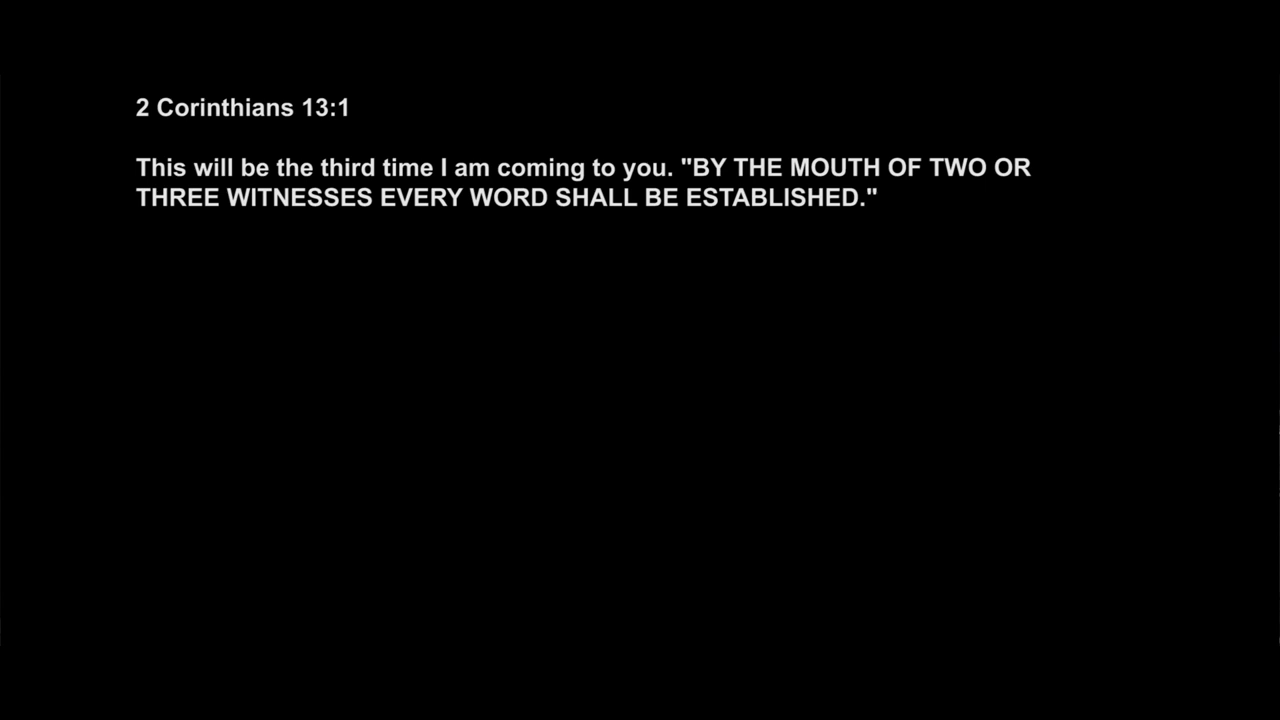 2 Corinthians 13:1
This will be the third time I am coming to you. "BY THE MOUTH OF TWO OR
THREE WITNESSES EVERY WORD SHALL BE ESTABLISHED."